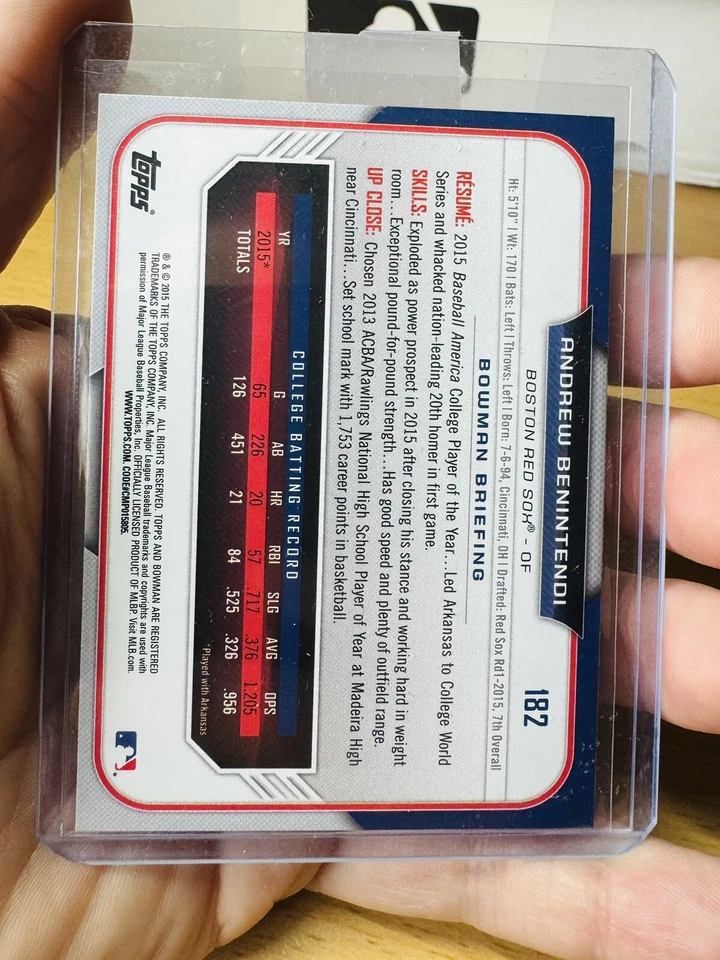 ANDREW BENINTENDI
182
BOSTON RED SOX® - OF
Ht: 5'10" | Wt: 170 | Bats: Left | Throws: Left | Born: 7-6-94, Cincinnati, OH | Drafted: Red Sox Rd1-2015, 7th Overall
BOWMAN BRIEFING
RÉSUMÉ: 2015 Baseball America College Player of the Year...Led Arkansas to College World
Series and whacked nation-leading 20th homer in first game.
SKILLS: Exploded as power prospect in 2015 after closing his stance and working hard in weight
room...Exceptional pound-for-pound strength...Has good speed and plenty of outfield range.
UP CLOSE: Chosen 2013 ACBA/Rawlings National High School Player of Year at Madeira High
near Cincinnati...Set school mark with 1,753 career points in basketball.
COLLEGE BATTING RECORD
YR G AB HR RBI SLG AVG OPS
2015* 65 226 20 57 .717 .376 1.205
TOTALS 126 451 21 84 .525 .326 .956
*Played with Arkansas
Topps®
® & © 2015 THE TOPPS COMPANY, INC. ALL RIGHTS RESERVED. TOPPS AND BOWMAN ARE REGISTERED
TRADEMARKS OF THE TOPPS COMPANY, INC. Major League Baseball trademarks and copyrights are used with
permission of Major League Baseball Properties, Inc. OFFICIALLY LICENSED PRODUCT OF MLBP. Visit MLB.com.
WWW.TOPPS.COM. CODE#CMP015805.